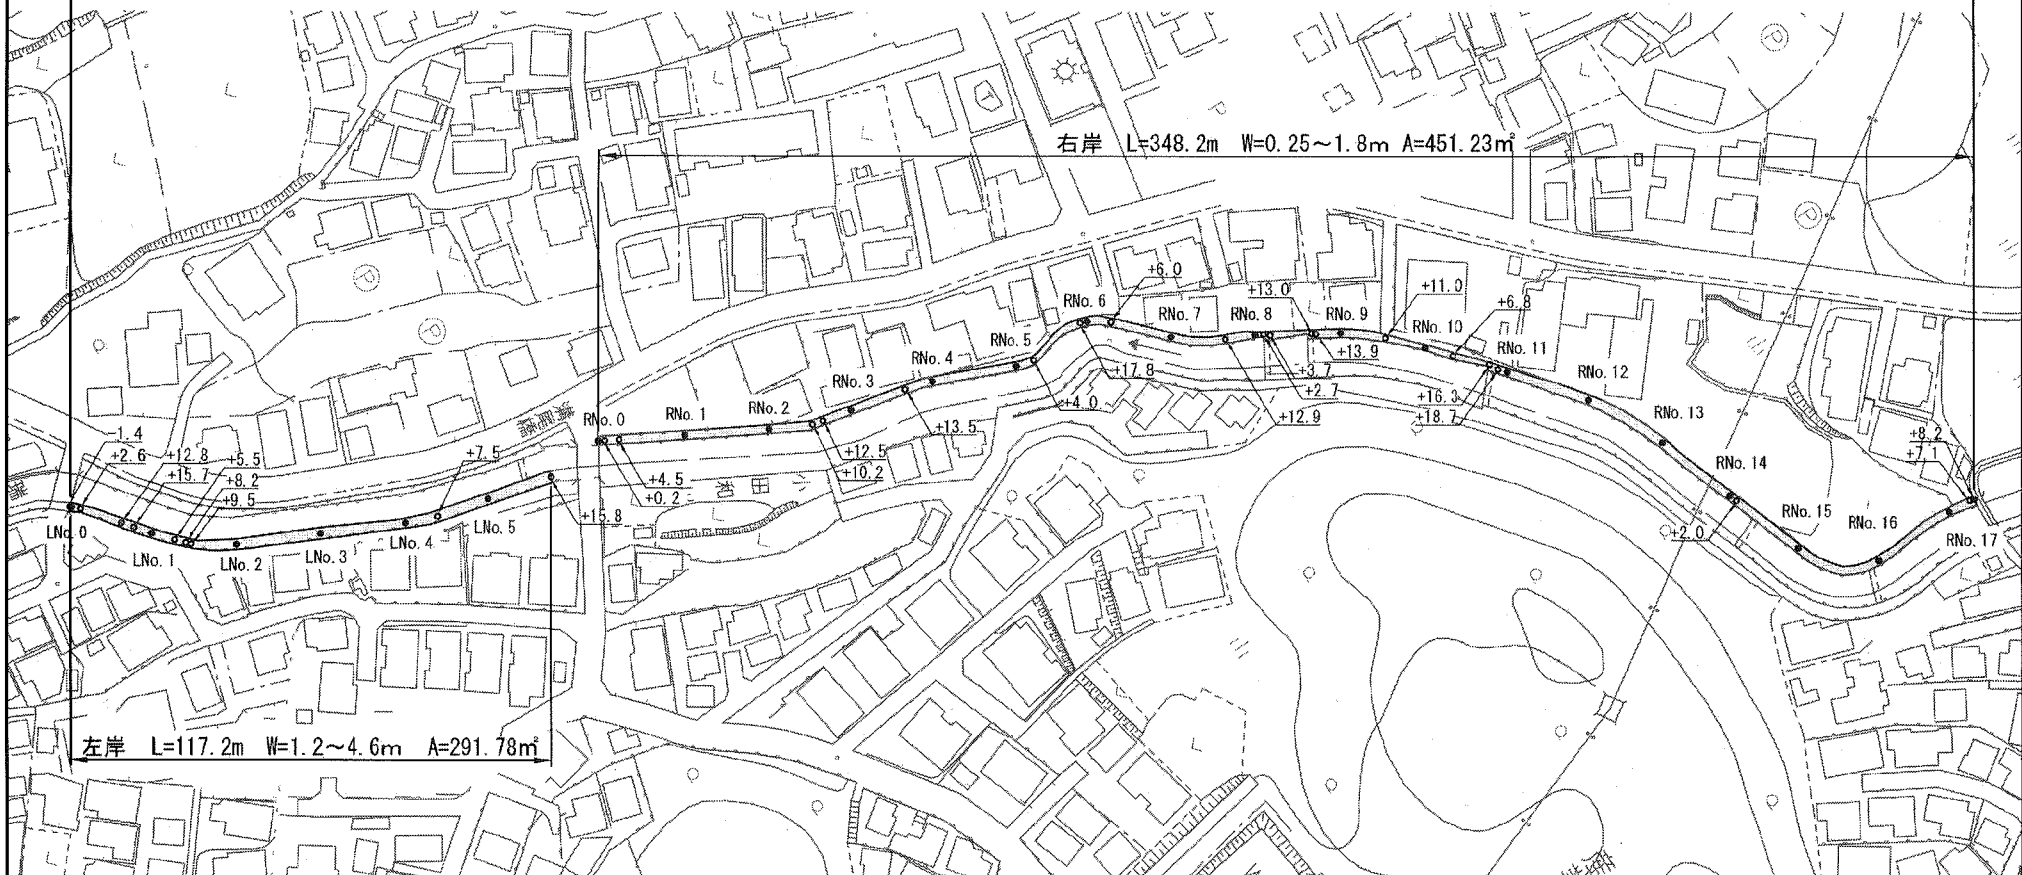 右岸 L=348.2m W=0.25～1.8m A=451.23㎡
+6.0
RNo. 6
+13.0
+11.0
RNo. 7
RNo. 8
RNo. 9
RNo. 10
+6.8
RNo. 5
RNo. 11
+13.9
RNo. 4
+17.8
+3.7
+2.7
RNo. 12
RNo. 3
+16.3
+4.0
+12.9
+18.7
RNo. 0
RNo. 1
RNo. 2
RNo. 13
+13.5
-1.4
+12.8
+7.5
+12.5
+8.2
+2.6
+5.5
+7.1
+15.7
+8.2
+4.5
+10.2
RNo. 14
+9.5
+0.2
小田和
+15.8
LNo. 0
LNo. 5
RNo. 15
RNo. 16
+2.0
LNo. 1
LNo. 2
LNo. 3
LNo. 4
RNo. 17
左岸 L=117.2m W=1.2～4.6m A=291.78㎡